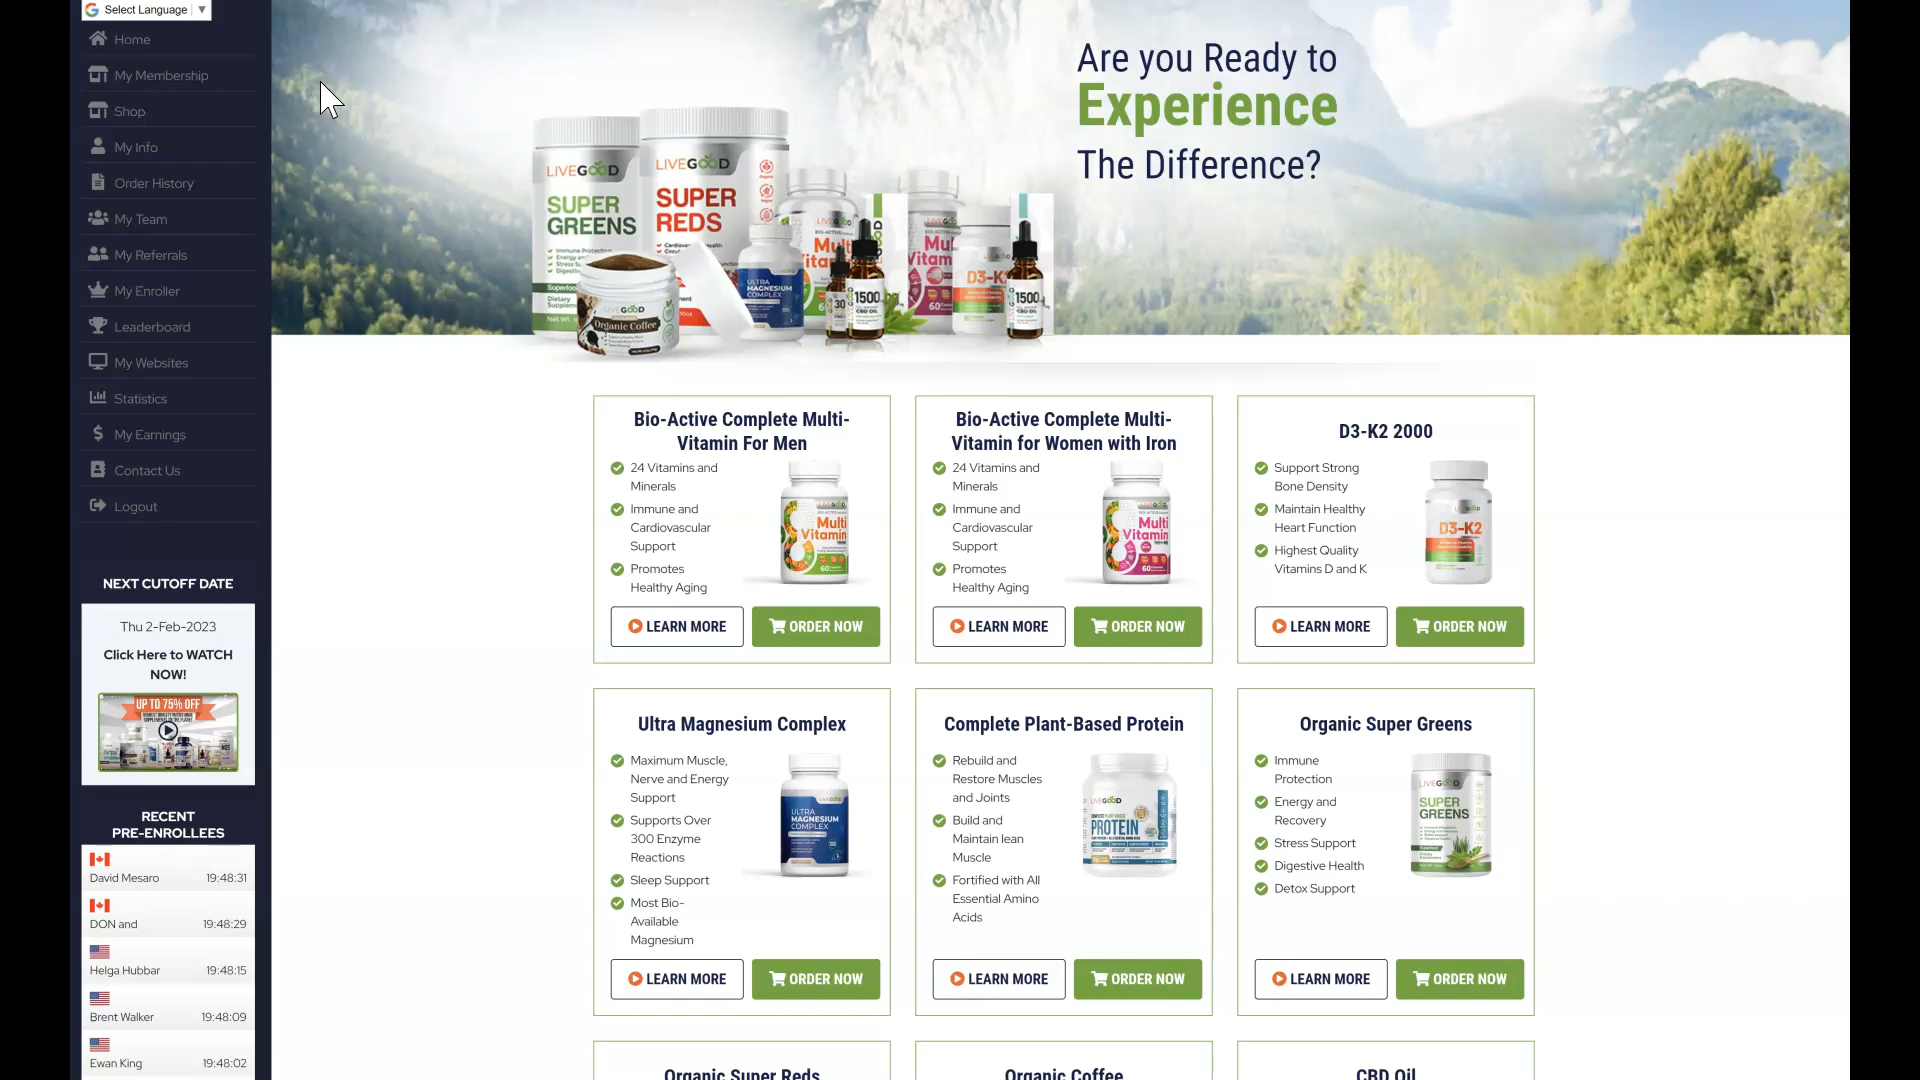 Select Language ▼
Home
My Membership
Shop
My Info
Order History
My Team
My Referrals
My Enroller
Leaderboard
My Websites
Statistics
My Earnings
Contact Us
Logout
NEXT CUTOFF DATE
Thu 2-Feb-2023
Click Here to WATCH
NOW!
UP TO 75% OFF
RECENT
PRE-ENROLLEES
David Mesaro 19:48:31
DON and 19:48:29
Helga Hubbar 19:48:15
Brent Walker 19:48:09
Ewan King 19:48:02
Are you Ready to
Experience
The Difference?
LIVEGOOD
SUPER
GREENS
LIVEGOOD
SUPER
REDS
ULTRA
MAGNESIUM
COMPLEX
Organic Coffee
1500
D3-K2
1500
Bio-Active Complete Multi-
Vitamin For Men
24 Vitamins and
Minerals
Immune and
Cardiovascular
Support
Promotes
Healthy Aging
Multi
Vitamin
60
LEARN MORE
ORDER NOW
Bio-Active Complete Multi-
Vitamin for Women with Iron
24 Vitamins and
Minerals
Immune and
Cardiovascular
Support
Promotes
Healthy Aging
Multi
Vitamin
60
LEARN MORE
ORDER NOW
D3-K2 2000
Support Strong
Bone Density
Maintain Healthy
Heart Function
Highest Quality
Vitamins D and K
D3-K2
LEARN MORE
ORDER NOW
Ultra Magnesium Complex
Maximum Muscle,
Nerve and Energy
Support
Supports Over
300 Enzyme
Reactions
Sleep Support
Most Bio-
Available
Magnesium
ULTRA
MAGNESIUM
COMPLEX
LEARN MORE
ORDER NOW
Complete Plant-Based Protein
Rebuild and
Restore Muscles
and Joints
Build and
Maintain lean
Muscle
Fortified with All
Essential Amino
Acids
LIVEGOOD
PROTEIN
LEARN MORE
ORDER NOW
Organic Super Greens
Immune
Protection
Energy and
Recovery
Stress Support
Digestive Health
Detox Support
LIVEGOOD
SUPER
GREENS
LEARN MORE
ORDER NOW
Organic Super Reds
Organic Coffee
CBD Oil